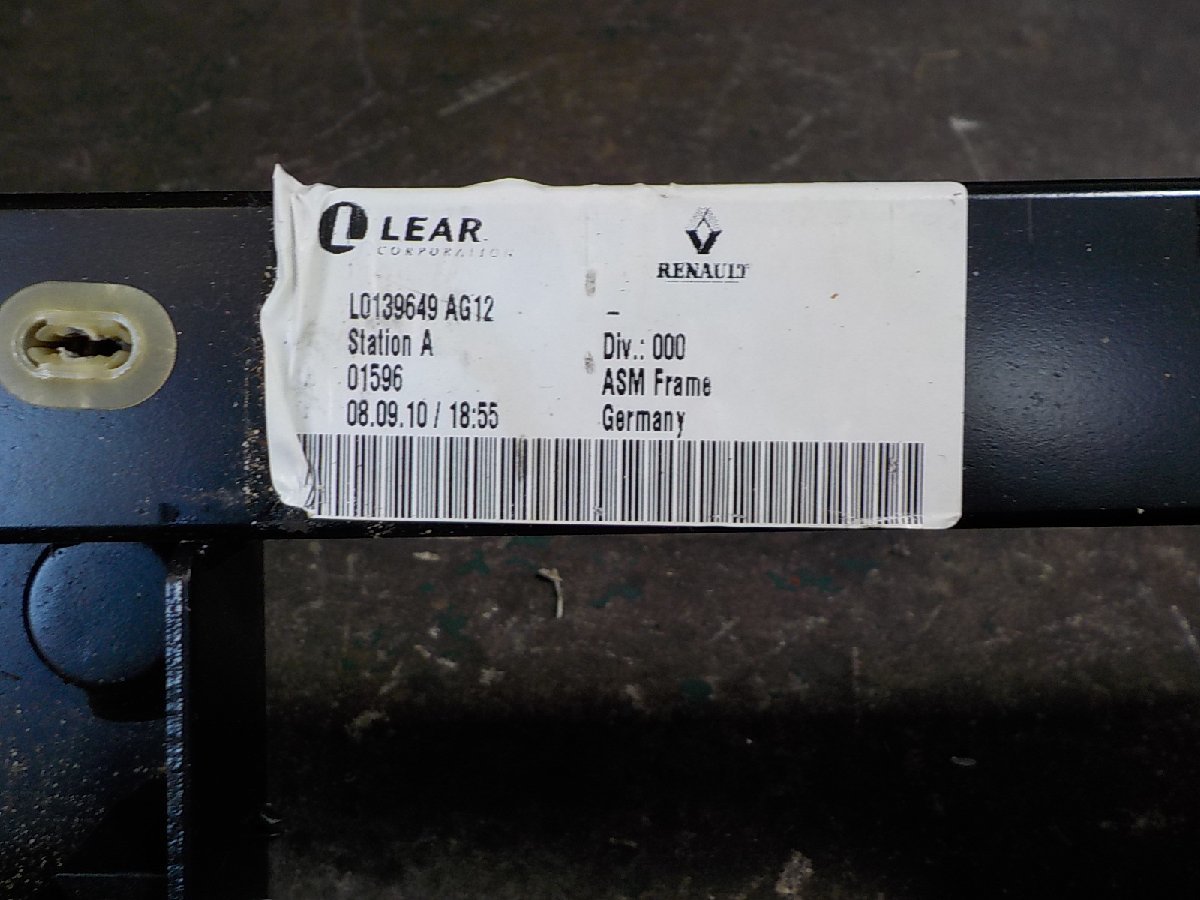 LEAR
CORPORATION
RENAULT
L0139649 AG12
-
Station A
Div.: 000
01596
ASM Frame
08.09.10 / 18:55
Germany